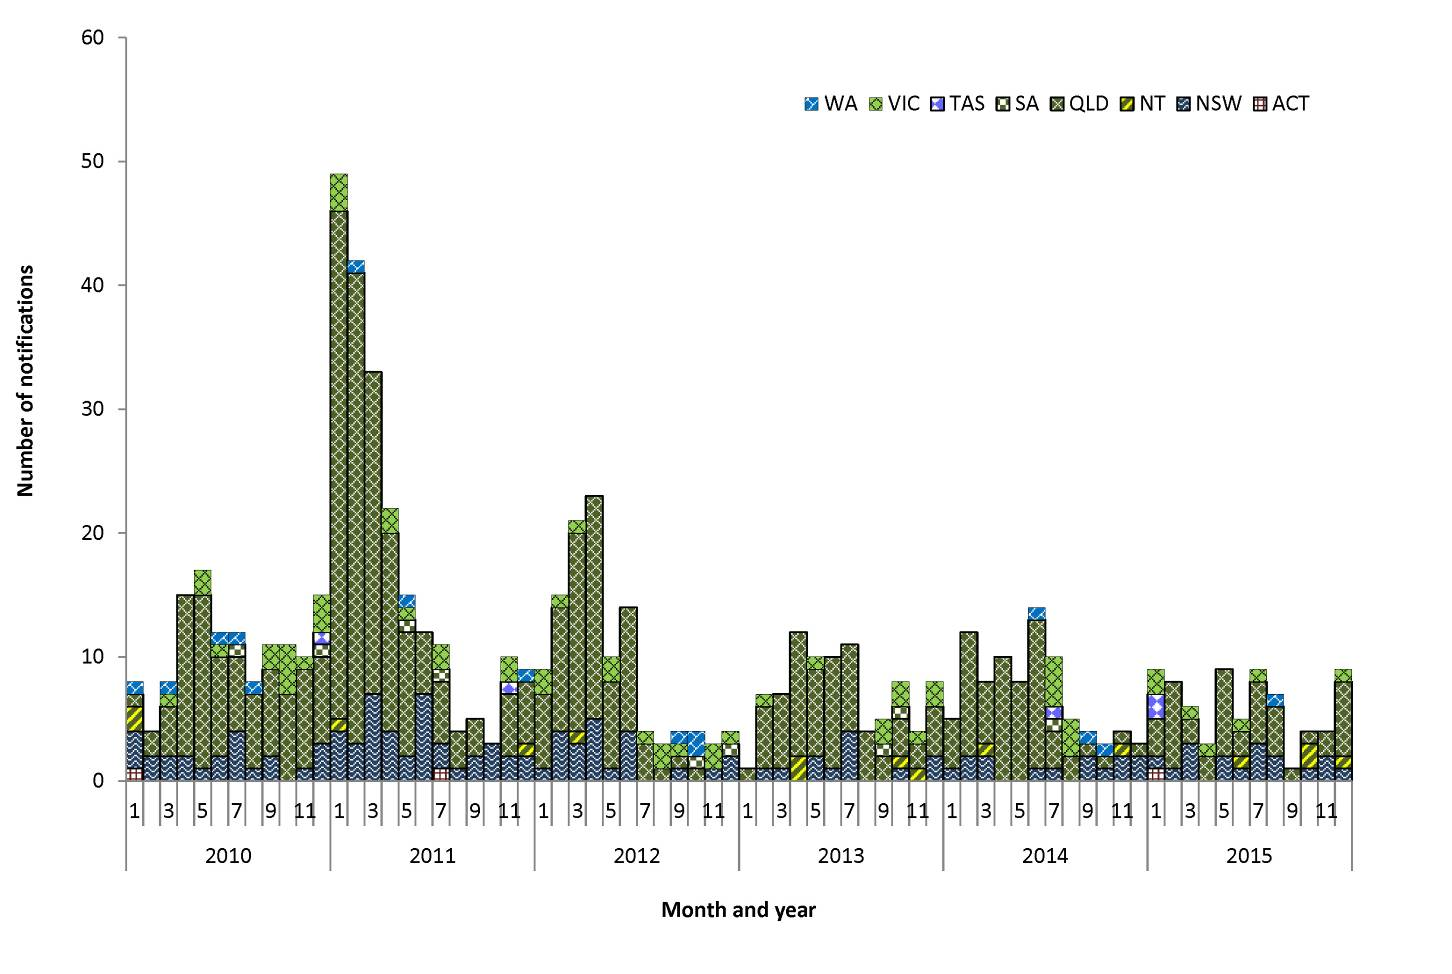 60
50
40
30
20
10
0
Number of notifications
WA VIC TAS SA QLD NT NSW ACT
1 3 5 7 9 11 1 3 5 7 9 11 1 3 5 7 9 11 1 3 5 7 9 11 1 3 5 7 9 11 1 3 5 7 9 11
2010 2011 2012 2013 2014 2015
Month and year